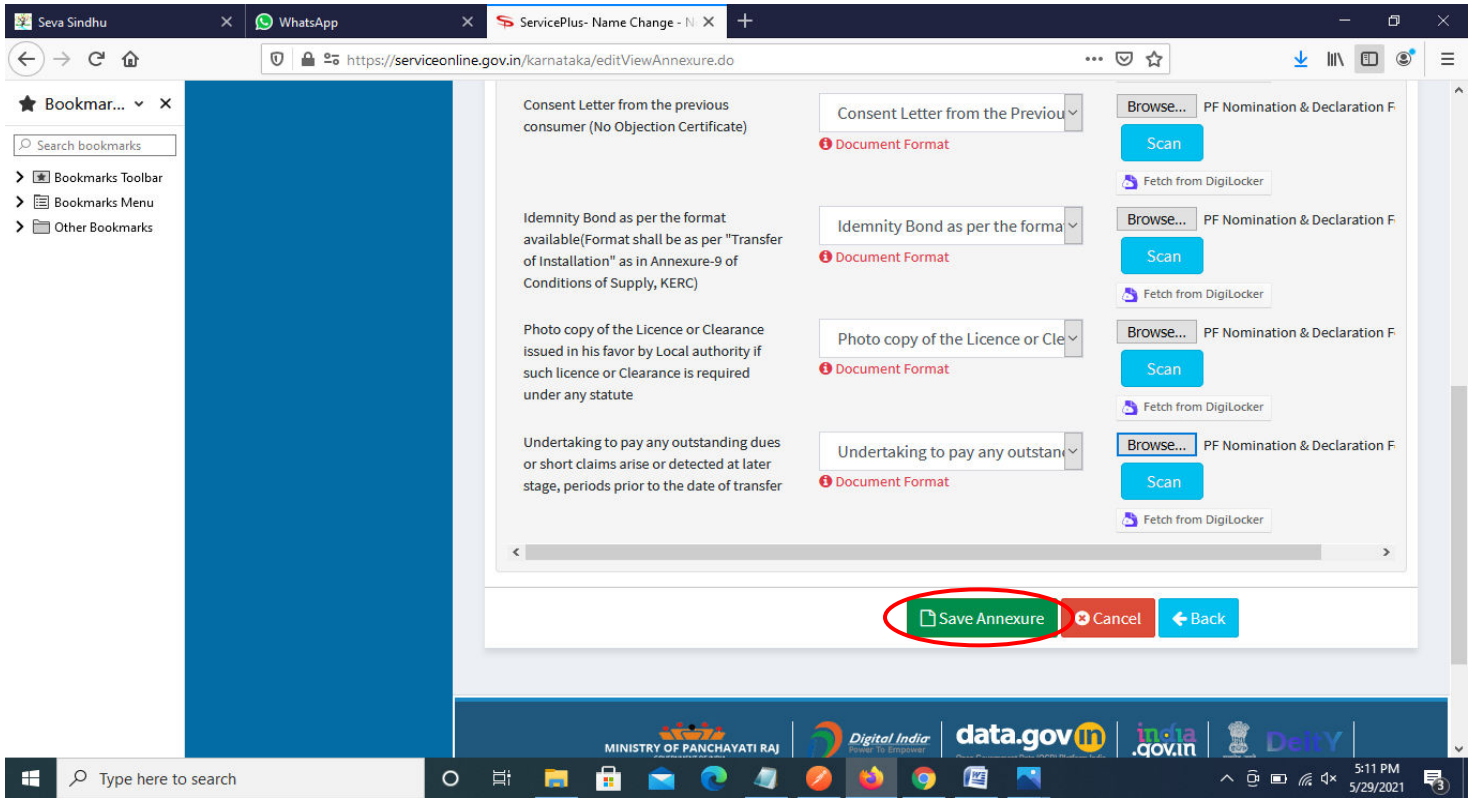 Seva Sindhu
WhatsApp
ServicePlus- Name Change - N
https://serviceonline.gov.in/karnataka/editViewAnnexure.do
Bookmar...
Search bookmarks
Bookmarks Toolbar
Bookmarks Menu
Other Bookmarks
Consent Letter from the previous
consumer (No Objection Certificate)
Consent Letter from the Previou
Document Format
Browse... PF Nomination & Declaration F
Scan
Fetch from DigiLocker
Idemnity Bond as per the format
available(Format shall be as per "Transfer
of Installation" as in Annexure-9 of
Conditions of Supply, KERC)
Idemnity Bond as per the forma
Document Format
Browse... PF Nomination & Declaration F
Scan
Fetch from DigiLocker
Photo copy of the Licence or Clearance
issued in his favor by Local authority if
such licence or Clearance is required
under any statute
Photo copy of the Licence or Cle
Document Format
Browse... PF Nomination & Declaration F
Scan
Fetch from DigiLocker
Undertaking to pay any outstanding dues
or short claims arise or detected at later
stage, periods prior to the date of transfer
Undertaking to pay any outstan
Document Format
Browse... PF Nomination & Declaration F
Scan
Fetch from DigiLocker
Save Annexure
Cancel
Back
MINISTRY OF PANCHAYATI RAJ
Digital India
Power To Empower
data.gov in
india
.gov.in
DeitY
Type here to search
5:11 PM
5/29/2021
3